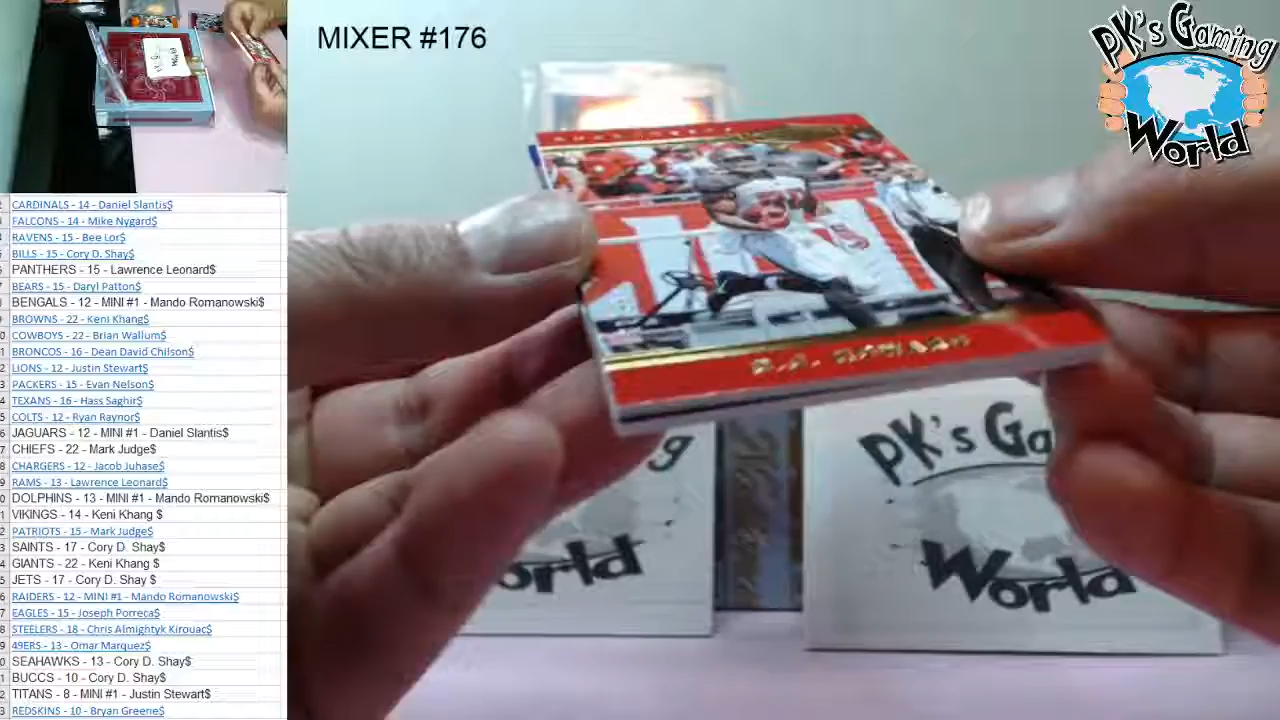 MIXER #176
PK's Gaming
World
CARDINALS - 14 - Daniel Slantis$
FALCONS - 14 - Mike Nygard$
RAVENS - 15 - Bee Lor$
BILLS - 15 - Cory D. Shay$
PANTHERS - 15 - Lawrence Leonard$
BEARS - 15 - Daryl Patton$
BENGALS - 12 - MINI #1 - Mando Romanowski$
BROWNS - 22 - Keni Khang$
COWBOYS - 22 - Brian Wallum$
BRONCOS - 16 - Dean David Chilson$
LIONS - 12 - Justin Stewart$
PACKERS - 15 - Evan Nelson$
TEXANS - 16 - Hass Saghir$
COLTS - 12 - Ryan Raynor$
JAGUARS - 12 - MINI #1 - Daniel Slantis$
CHIEFS - 22 - Mark Judge$
CHARGERS - 12 - Jacob Juhase$
RAMS - 13 - Lawrence Leonard$
DOLPHINS - 13 - MINI #1 - Mando Romanowski$
VIKINGS - 14 - Keni Khang $
PATRIOTS - 15 - Mark Judge$
SAINTS - 17 - Cory D. Shay$
GIANTS - 22 - Keni Khang $
JETS - 17 - Cory D. Shay $
RAIDERS - 12 - MINI #1 - Mando Romanowski$
EAGLES - 15 - Joseph Porreca$
STEELERS - 18 - Chris Almightyk Kirouac$
49ERS - 13 - Omar Marquez$
SEAHAWKS - 13 - Cory D. Shay$
BUCCS - 10 - Cory D. Shay$
TITANS - 8 - MINI #1 - Justin Stewart$
REDSKINS - 10 - Bryan Greene$
O.J. HOWARD
PK's Ga
World